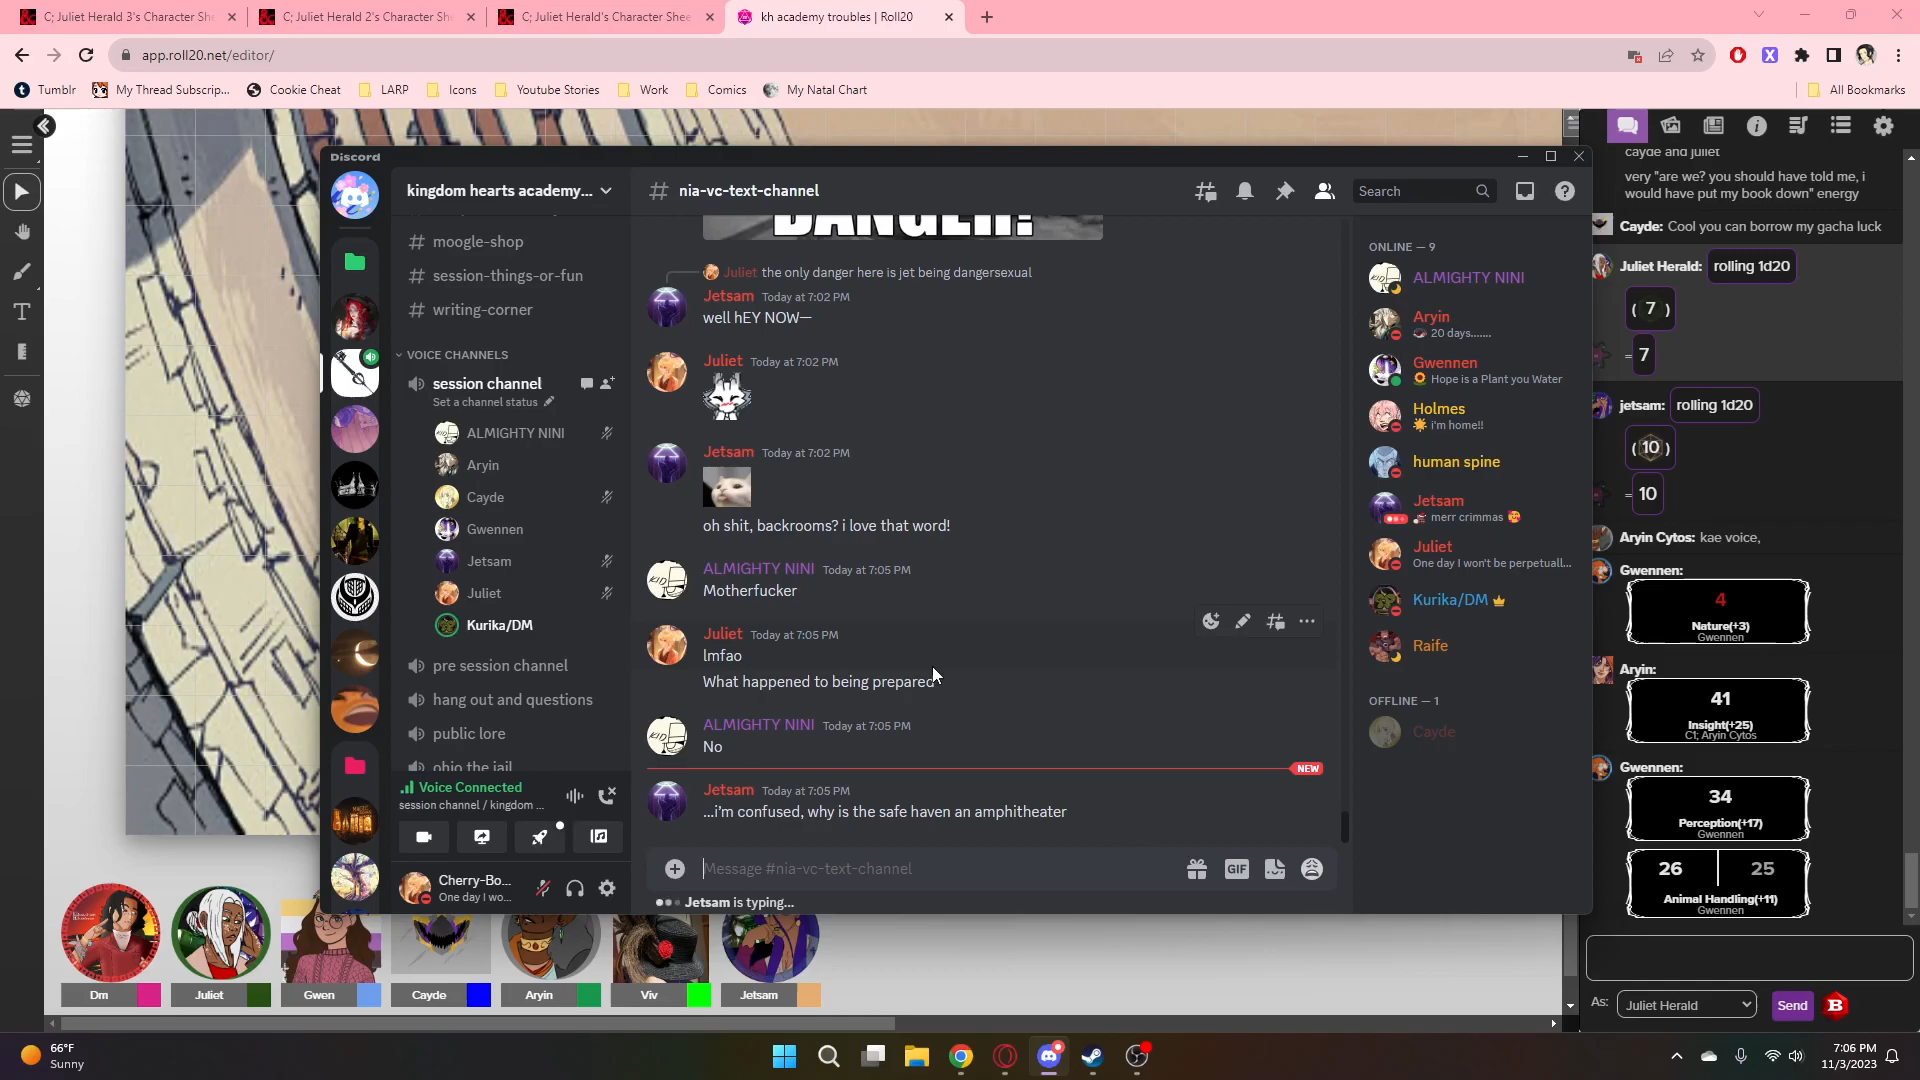 C; Juliet Herald 3's Character She
C; Juliet Herald 2's Character Sh
C; Juliet Herald's Character Shee
kh academy troubles | Roll20
app.roll20.net/editor/
Tumblr
My Thread Subscrip...
Cookie Cheat
LARP
Icons
Youtube Stories
Work
Comics
My Natal Chart
All Bookmarks
Discord
kingdom hearts academy...
# nia-vc-text-channel
Search
# moogle-shop
# session-things-or-fun
# writing-corner
VOICE CHANNELS
session channel
Set a channel status
ALMIGHTY NINI
Aryin
Cayde
Gwennen
Jetsam
Juliet
Kurika/DM
pre session channel
hang out and questions
public lore
ohio the jail
Voice Connected
session channel / kingdom ...
Cherry-Bo...
One day I wo...
DANGER!
Juliet the only danger here is jet being dangersexual
Jetsam Today at 7:02 PM
well hEY NOW—
Juliet Today at 7:02 PM
Jetsam Today at 7:02 PM
oh shit, backrooms? i love that word!
ALMIGHTY NINI Today at 7:05 PM
Motherfucker
Juliet Today at 7:05 PM
lmfao
What happened to being prepared
ALMIGHTY NINI Today at 7:05 PM
No
NEW
Jetsam Today at 7:05 PM
...i'm confused, why is the safe haven an amphitheater
Message #nia-vc-text-channel
GIF
Jetsam is typing...
ONLINE — 9
ALMIGHTY NINI
Aryin
20 days.......
Gwennen
Hope is a Plant you Water
Holmes
i'm home!!
human spine
Jetsam
merr crimmas
Juliet
One day I won't be perpetuall...
Kurika/DM
Raife
OFFLINE — 1
Cayde
cayde and juliet
very "are we? you should have told me, i
would have put my book down" energy
Cayde: Cool you can borrow my gacha luck
Juliet Herald: rolling 1d20
( 7 )
= 7
jetsam: rolling 1d20
(10)
= 10
Aryin Cytos: kae voice,
Gwennen:
4
Nature(+3)
Gwennen
Aryin:
41
Insight(+25)
C1; Aryin Cytos
Gwennen:
34
Perception(+17)
Gwennen
26 25
Animal Handling(+11)
Gwennen
As: Juliet Herald
Send
B
Dm
Juliet
Gwen
Cayde
Aryin
Viv
Jetsam
66°F
Sunny
7:06 PM
11/3/2023